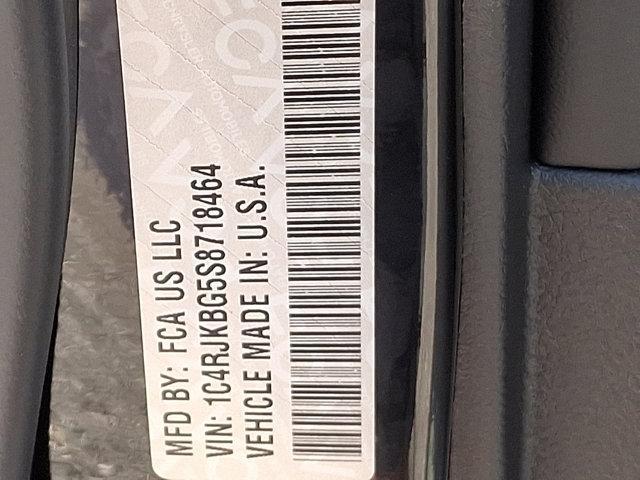 MFD BY: FCA US LLC
VIN: 1C4RJKBG5S8718464
VEHICLE MADE IN: U.S.A.